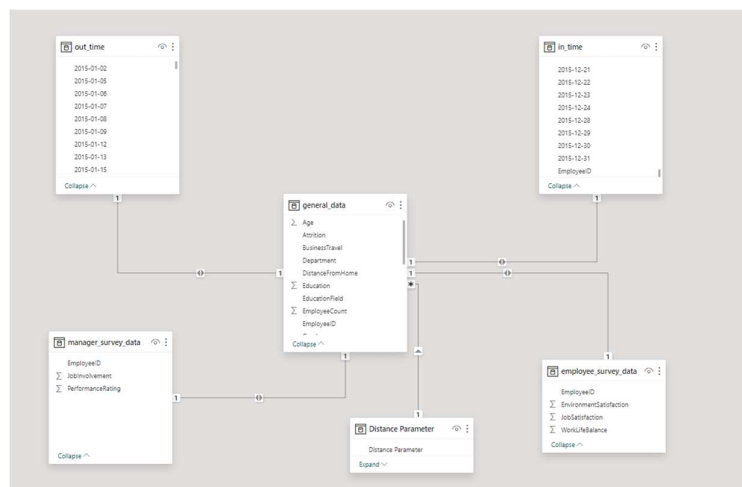 out_time
2015-01-02
2015-01-05
2015-01-06
2015-01-07
2015-01-08
2015-01-09
2015-01-12
2015-01-13
2015-01-15
Collapse
1
in_time
2015-12-21
2015-12-22
2015-12-23
2015-12-24
2015-12-28
2015-12-29
2015-12-30
2015-12-31
EmployeeID
Collapse
1
general_data
Σ Age
Attrition
BusinessTravel
Department
DistanceFromHome
Σ Education
EducationField
Σ EmployeeCount
EmployeeID
Collapse
1
1
1
*
1
manager_survey_data
EmployeeID
Σ JobInvolvement
Σ PerformanceRating
Collapse
1
Distance Parameter
Distance Parameter
Expand
1
employee_survey_data
EmployeeID
Σ EnvironmentSatisfaction
Σ JobSatisfaction
Σ WorkLifeBalance
Collapse
1